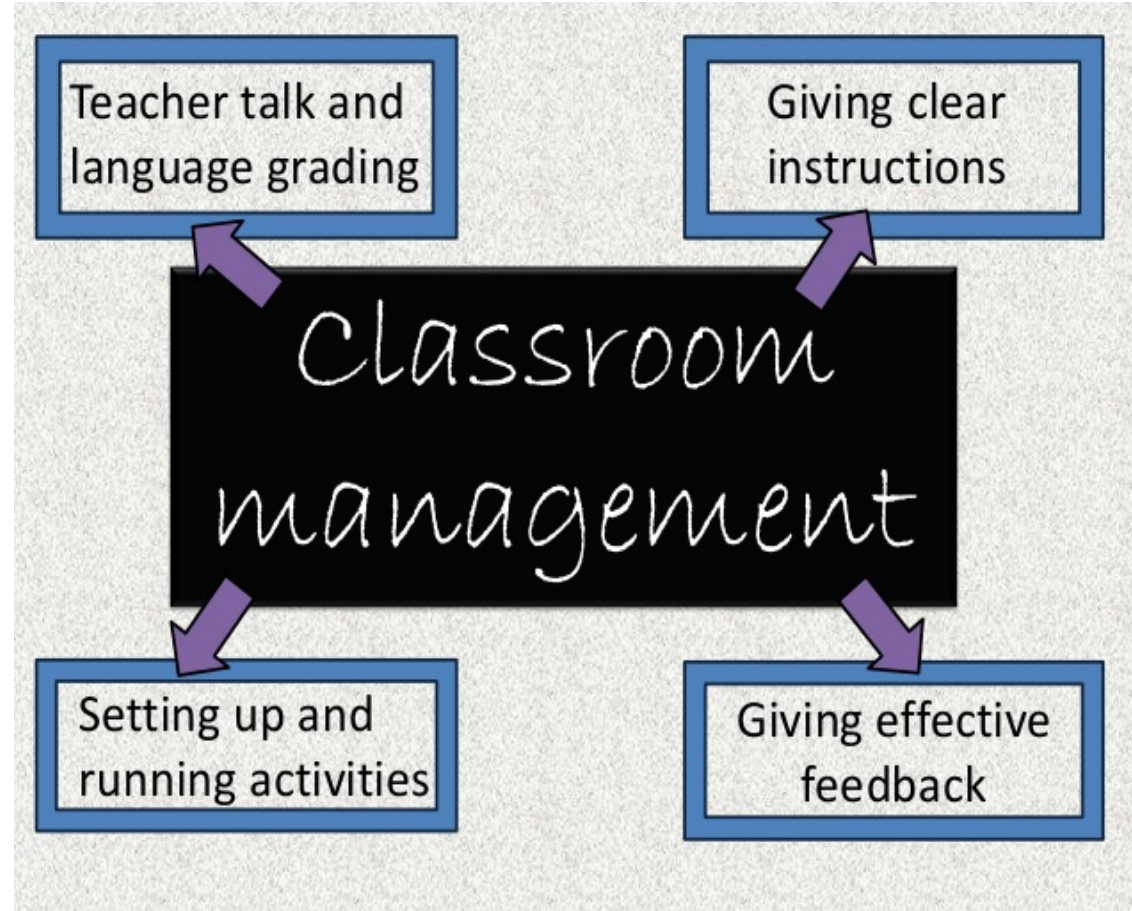 Teacher talk and
language grading
Giving clear
instructions
Classroom
management
Setting up and
running activities
Giving effective
feedback